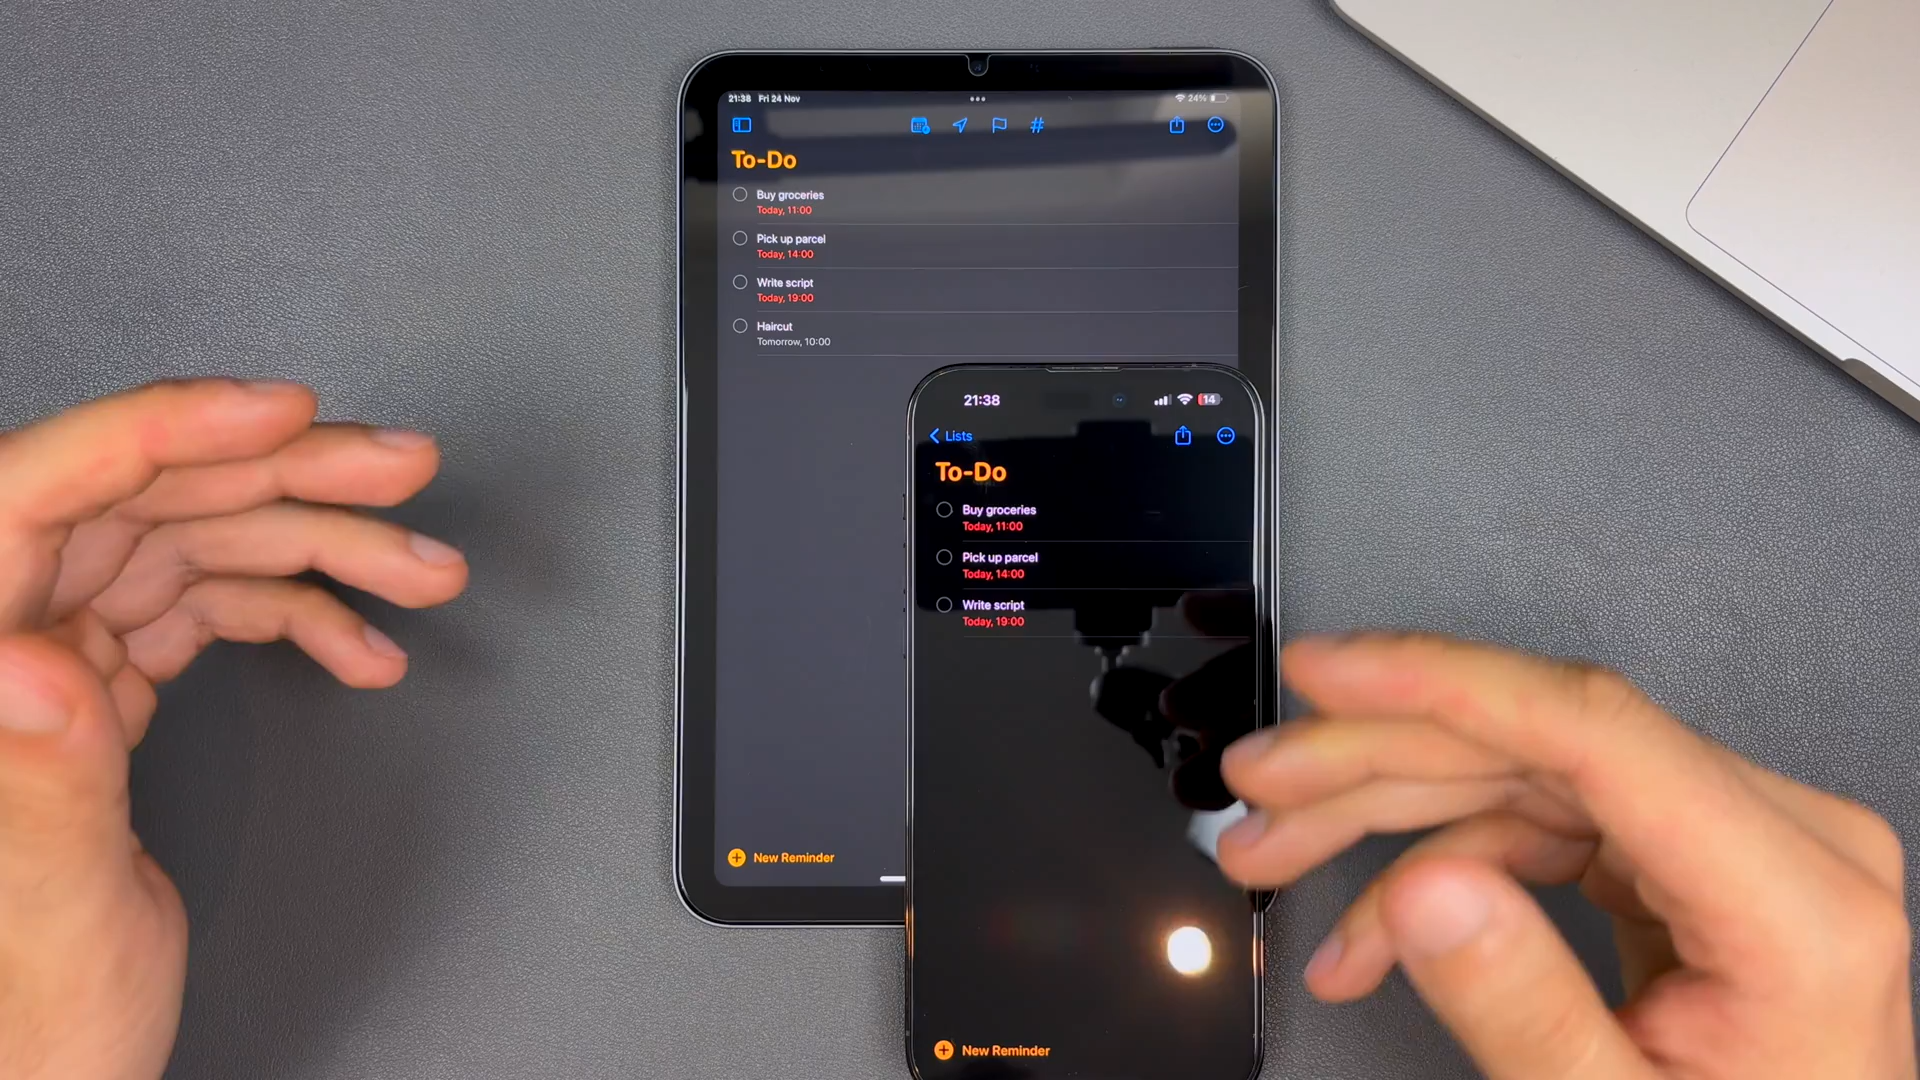 21:38 Fri 24 Nov
24%
To-Do
Buy groceries
Today, 11:00
Pick up parcel
Today, 14:00
Write script
Today, 19:00
Haircut
Tomorrow, 10:00
New Reminder
21:38
14
Lists
To-Do
Buy groceries
Today, 11:00
Pick up parcel
Today, 14:00
Write script
Today, 19:00
New Reminder